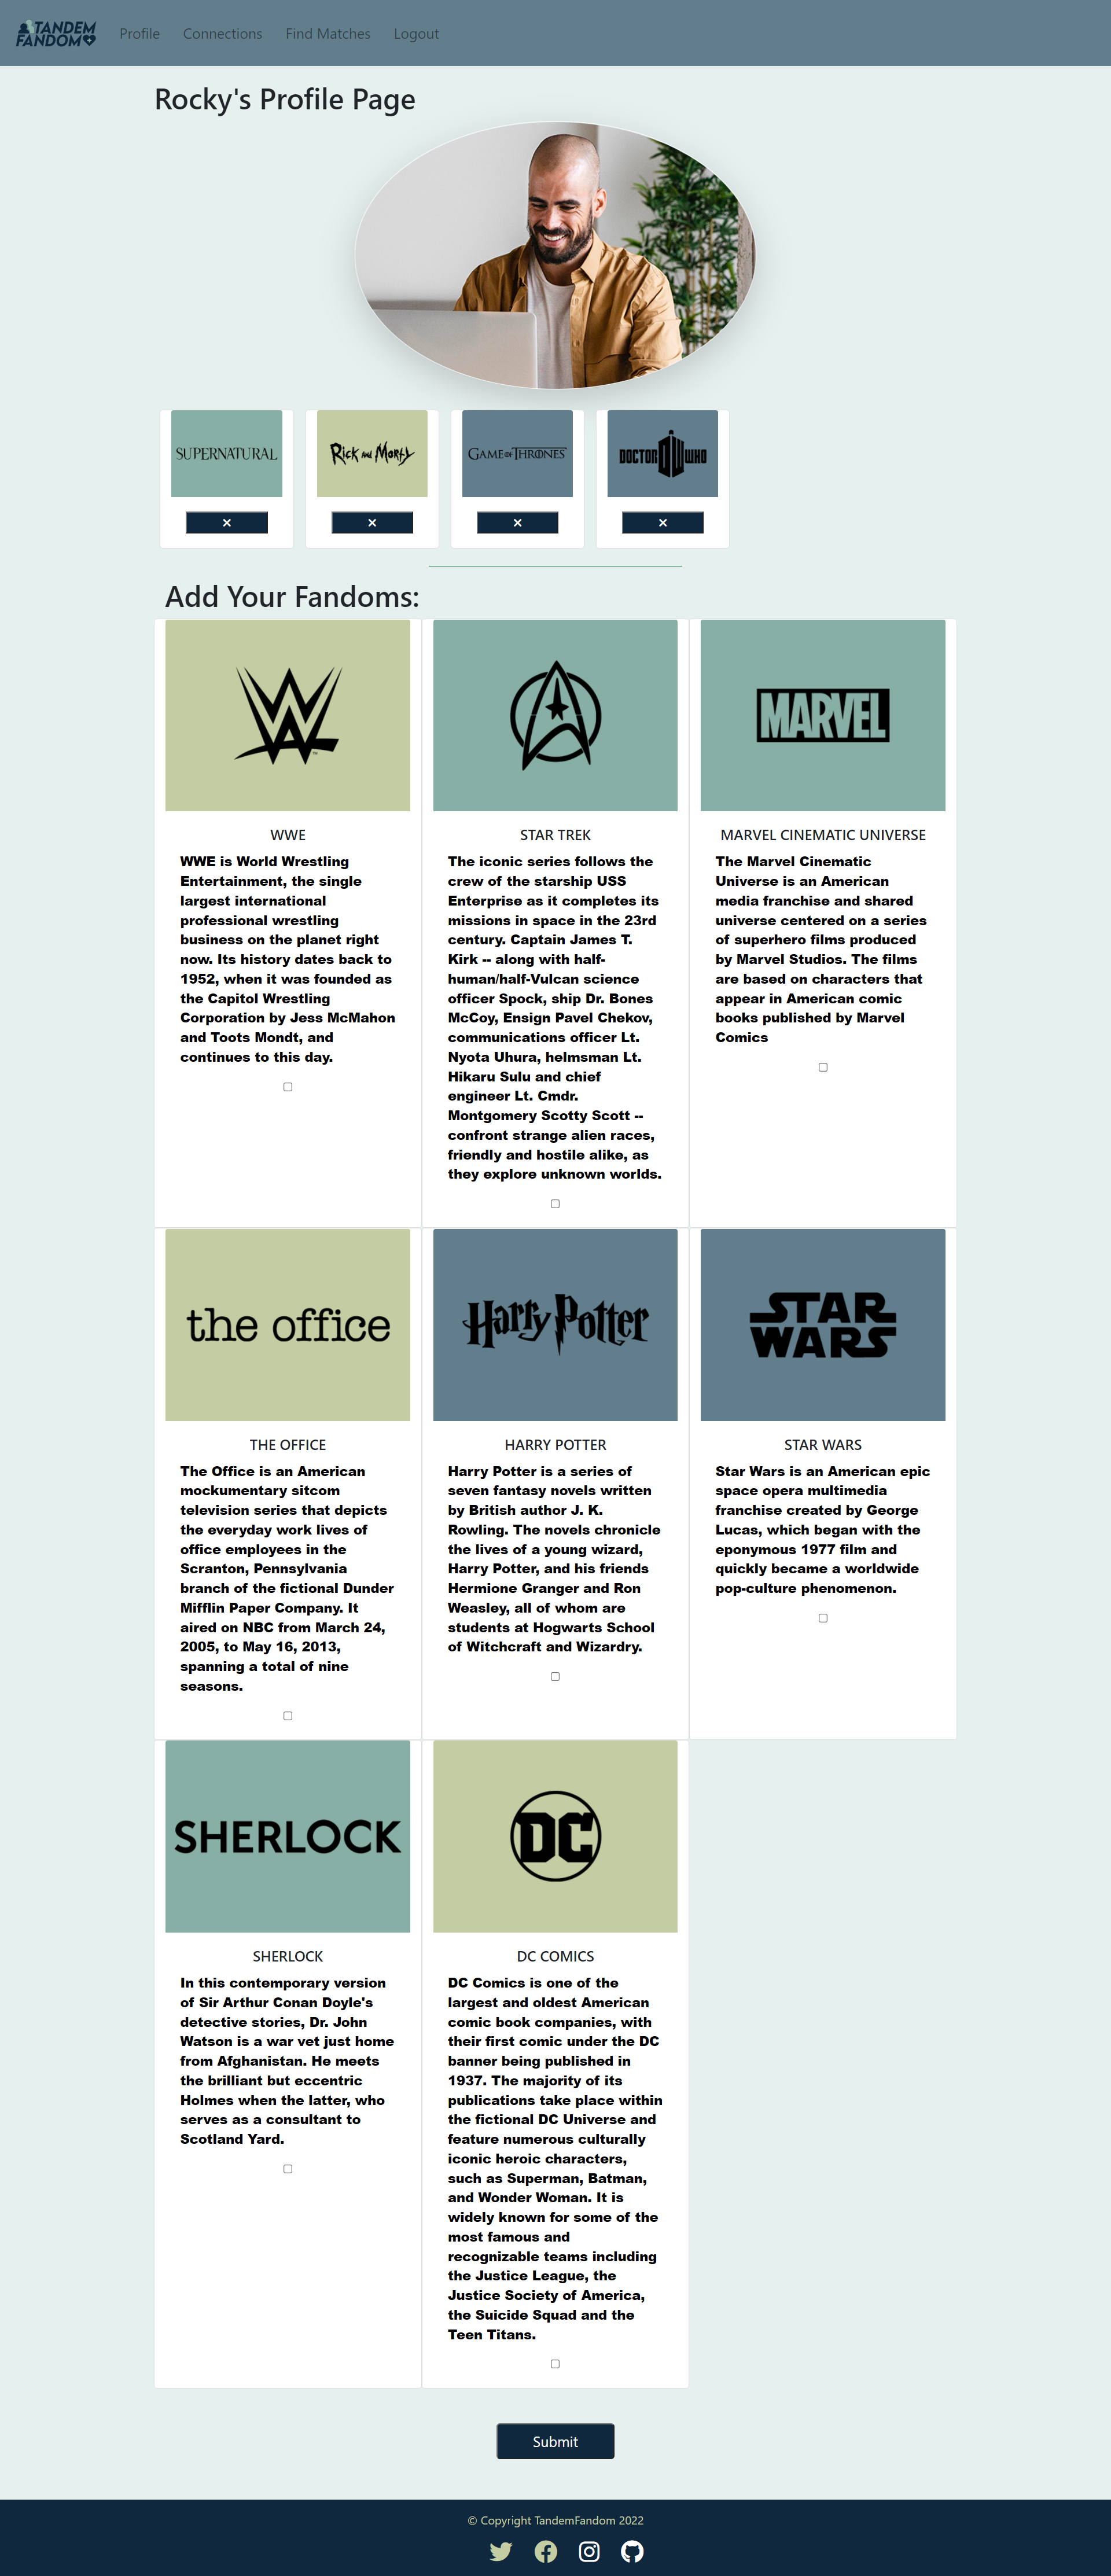 TANDEM
FANDOM
Profile
Connections
Find Matches
Logout
Rocky's Profile Page
SUPERNATURAL
Rick and Morty
GAME OF THRONES
DOCTOR WHO
×
×
×
×
Add Your Fandoms:
W
MARVEL
WWE
WWE is World Wrestling
Entertainment, the single
largest international
professional wrestling
business on the planet right
now. Its history dates back to
1952, when it was founded as
the Capitol Wrestling
Corporation by Jess McMahon
and Toots Mondt, and
continues to this day.
STAR TREK
The iconic series follows the
crew of the starship USS
Enterprise as it completes its
missions in space in the 23rd
century. Captain James T.
Kirk -- along with half-
human/half-Vulcan science
officer Spock, ship Dr. Bones
McCoy, Ensign Pavel Chekov,
communications officer Lt.
Nyota Uhura, helmsman Lt.
Hikaru Sulu and chief
engineer Lt. Cmdr.
Montgomery Scotty Scott --
confront strange alien races,
friendly and hostile alike, as
they explore unknown worlds.
MARVEL CINEMATIC UNIVERSE
The Marvel Cinematic
Universe is an American
media franchise and shared
universe centered on a series
of superhero films produced
by Marvel Studios. The films
are based on characters that
appear in American comic
books published by Marvel
Comics
the office
Harry Potter
STAR
WARS
THE OFFICE
The Office is an American
mockumentary sitcom
television series that depicts
the everyday work lives of
office employees in the
Scranton, Pennsylvania
branch of the fictional Dunder
Mifflin Paper Company. It
aired on NBC from March 24,
2005, to May 16, 2013,
spanning a total of nine
seasons.
HARRY POTTER
Harry Potter is a series of
seven fantasy novels written
by British author J. K.
Rowling. The novels chronicle
the lives of a young wizard,
Harry Potter, and his friends
Hermione Granger and Ron
Weasley, all of whom are
students at Hogwarts School
of Witchcraft and Wizardry.
STAR WARS
Star Wars is an American epic
space opera multimedia
franchise created by George
Lucas, which began with the
eponymous 1977 film and
quickly became a worldwide
pop-culture phenomenon.
SHERLOCK
DC
SHERLOCK
In this contemporary version
of Sir Arthur Conan Doyle's
detective stories, Dr. John
Watson is a war vet just home
from Afghanistan. He meets
the brilliant but eccentric
Holmes when the latter, who
serves as a consultant to
Scotland Yard.
DC COMICS
DC Comics is one of the
largest and oldest American
comic book companies, with
their first comic under the DC
banner being published in
1937. The majority of its
publications take place within
the fictional DC Universe and
feature numerous culturally
iconic heroic characters,
such as Superman, Batman,
and Wonder Woman. It is
widely known for some of the
most famous and
recognizable teams including
the Justice League, the
Justice Society of America,
the Suicide Squad and the
Teen Titans.
Submit
© Copyright TandemFandom 2022